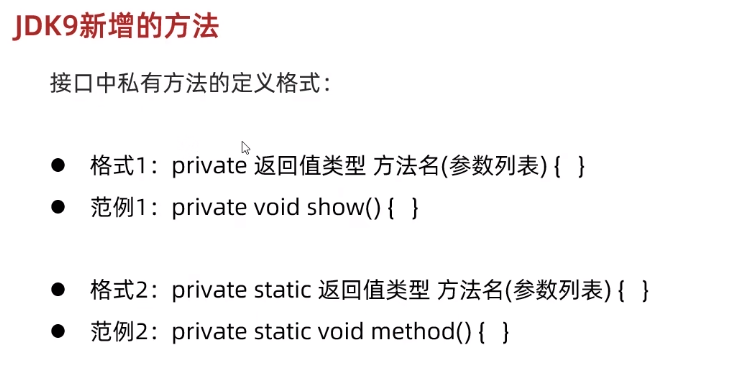 JDK9新增的方法
接口中私有方法的定义格式：
● 格式1：private 返回值类型 方法名(参数列表) { }
● 范例1：private void show() { }
● 格式2：private static 返回值类型 方法名(参数列表) { }
● 范例2：private static void method() { }